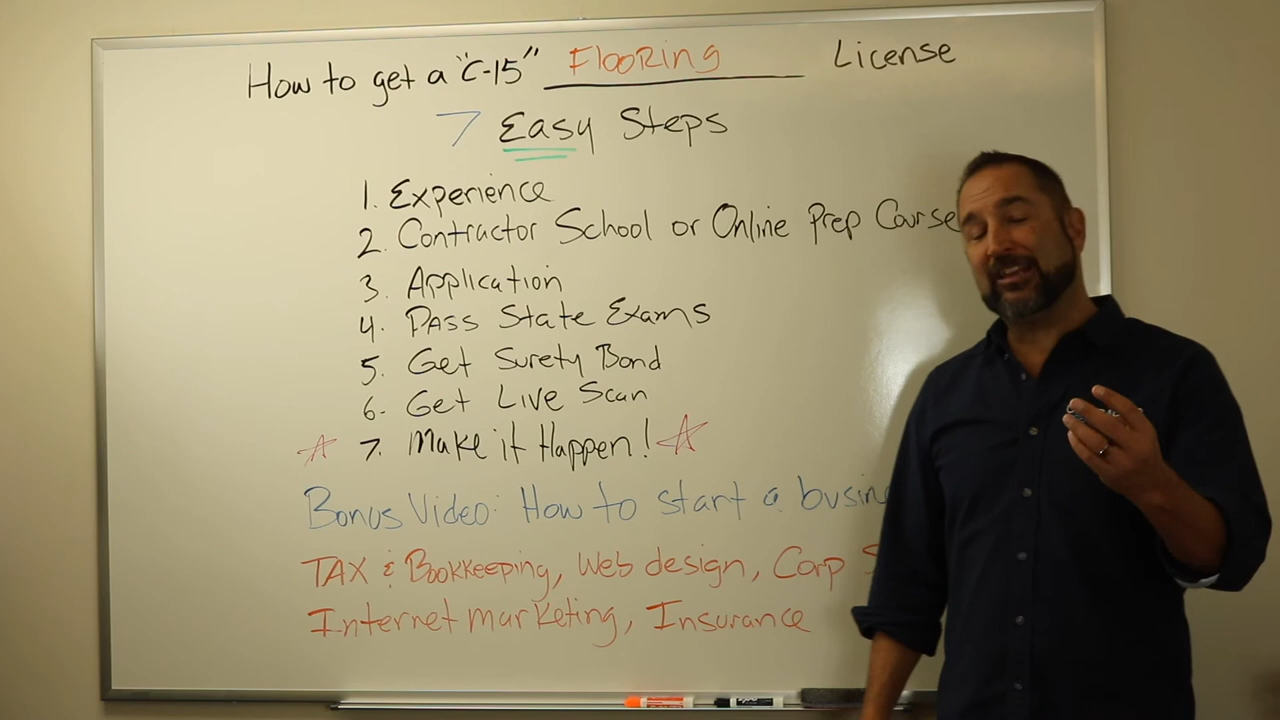 How to get a "C-15" Flooring License
7 Easy Steps
1. Experience
2. Contractor School or Online Prep Course
3. Application
4. Pass State Exams
5. Get Surety Bond
6. Get Live Scan
7. Make it Happen!
Bonus Video: How to start a
TAX & Bookkeeping, Web design, Corp
Internet marketing, Insurance